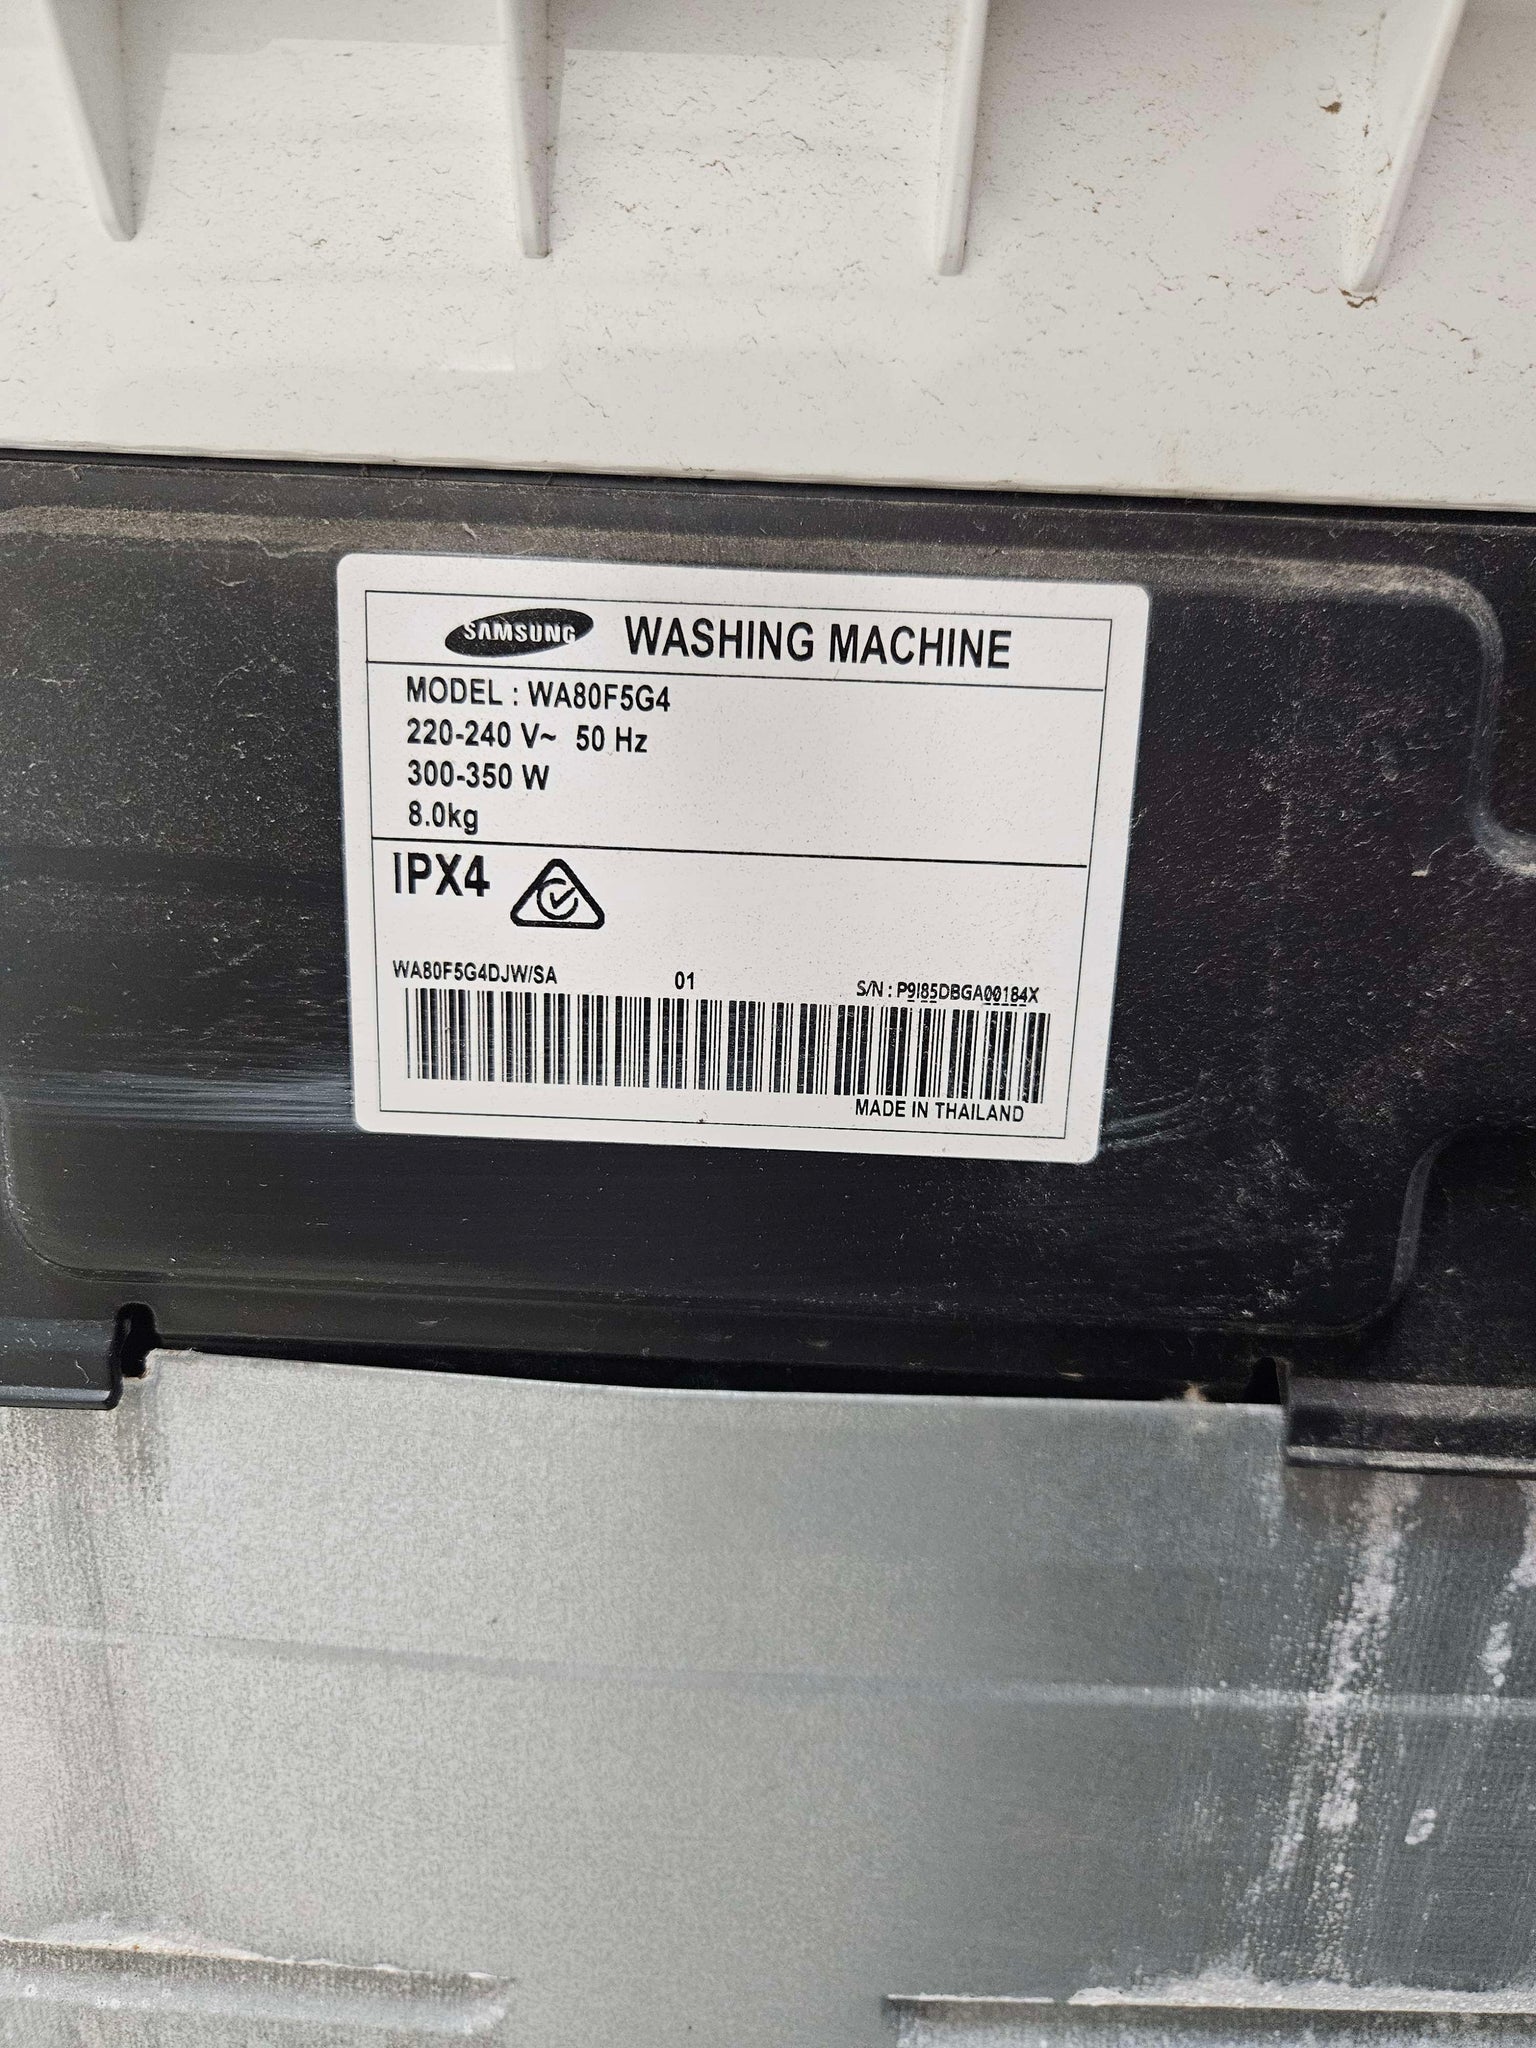 SAMSUNG WASHING MACHINE
MODEL : WA80F5G4
220-240 V~ 50 Hz
300-350 W
8.0kg
IPX4
WA80F5G4DJW/SA 01 S/N : P9I85DBGA00184X
MADE IN THAILAND